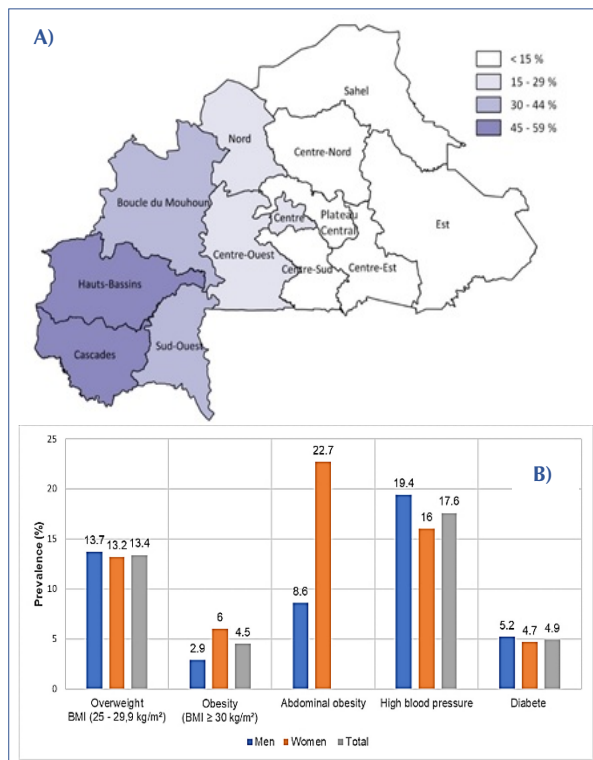 A)
< 15 %
15 - 29 %
30 - 44 %
45 - 59 %
Sahel
Nord
Centre-Nord
Boucle du Mouhoun
Centre
Plateau
Central
Est
Centre-Ouest
Centre-Sud
Centre-Est
Hauts-Bassins
Sud-Ouest
Cascades
B)
Prevalence (%)
25
20
15
10
5
0
13.7
13.2
13.4
2.9
6
4.5
8.6
22.7
19.4
16
17.6
5.2
4.7
4.9
Overweight
BMI (25 - 29,9 kg/m²)
Obesity
(BMI ≥ 30 kg/m²)
Abdominal obesity
High blood pressure
Diabete
Men Women Total